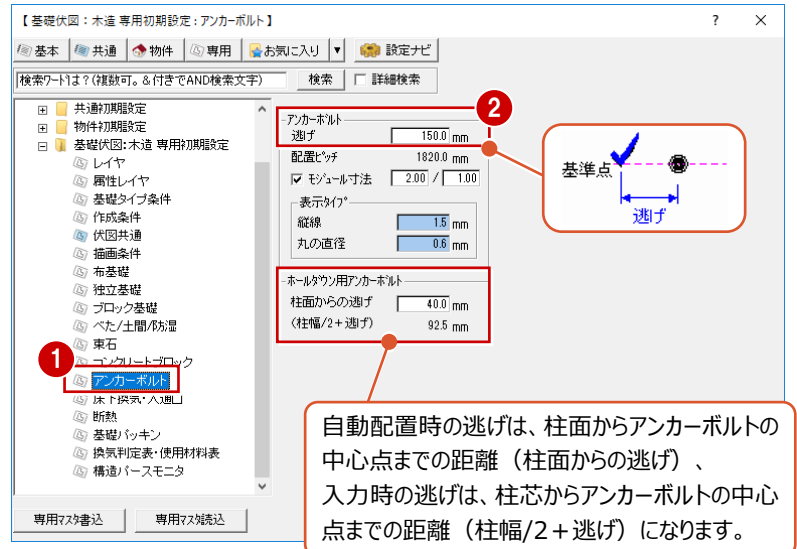 【 基礎伏図：木造 専用初期設定：アンカーボルト】
? ×
基本 共通 物件 専用 お気に入り ▼ 設定ナビ
検索ワードは？(複数可。&付きでAND検索文字) 検索 詳細検索
共通初期設定
物件初期設定
基礎伏図：木造 専用初期設定
レイヤ
属性レイヤ
基礎タイプ条件
作成条件
伏図共通
描画条件
布基礎
独立基礎
ブロック基礎
べた/土間/防湿
束石
コンクリートブロック
1
アンカーボルト
床下換気・人通口
断熱
基礎パッキン
換気判定表・使用材料表
構造パースモニタ
専用マスタ書込 専用マスタ読込
2
アンカーボルト
逃げ 150.0 mm
配置ピッチ 1820.0 mm
モジュール寸法 2.00 / 1.00
表示タイプ
縦線 1.5 mm
丸の直径 0.6 mm
ホールダウン用アンカーボルト
柱面からの逃げ 40.0 mm
(柱幅/2+逃げ) 92.5 mm
基準点
逃げ
自動配置時の逃げは、柱面からアンカーボルトの
中心点までの距離（柱面からの逃げ）、
入力時の逃げは、柱芯からアンカーボルトの中心
点までの距離（柱幅/2＋逃げ）になります。